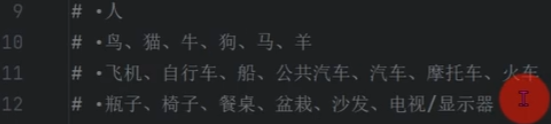 9 # •人
10 # •鸟、猫、牛、狗、马、羊
11 # •飞机、自行车、船、公共汽车、汽车、摩托车、火车
12 # •瓶子、椅子、餐桌、盆栽、沙发、电视/显示器